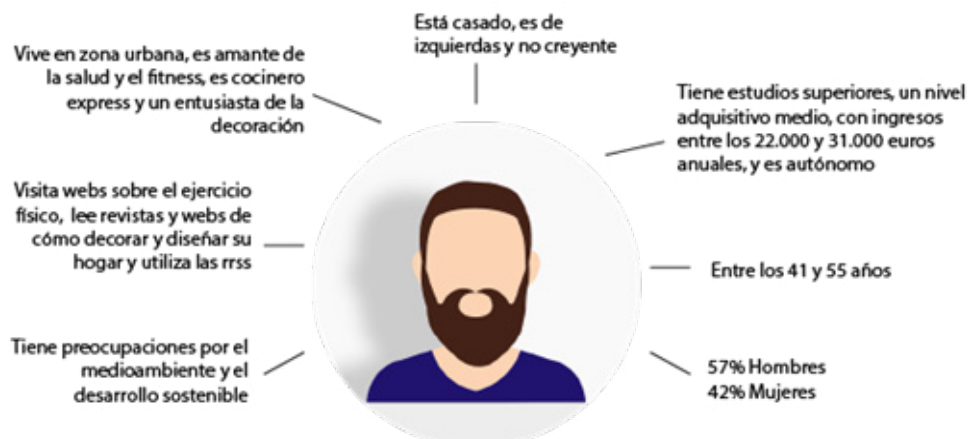 Está casado, es de
izquierdas y no creyente
Vive en zona urbana, es amante de
la salud y el fitness, es cocinero
express y un entusiasta de la
decoración
Tiene estudios superiores, un nivel
adquisitivo medio, con ingresos
entre los 22.000 y 31.000 euros
anuales, y es autónomo
Visita webs sobre el ejercicio
físico, lee revistas y webs de
cómo decorar y diseñar su
hogar y utiliza las rrss
Entre los 41 y 55 años
Tiene preocupaciones por el
medioambiente y el
desarrollo sostenible
57% Hombres
42% Mujeres